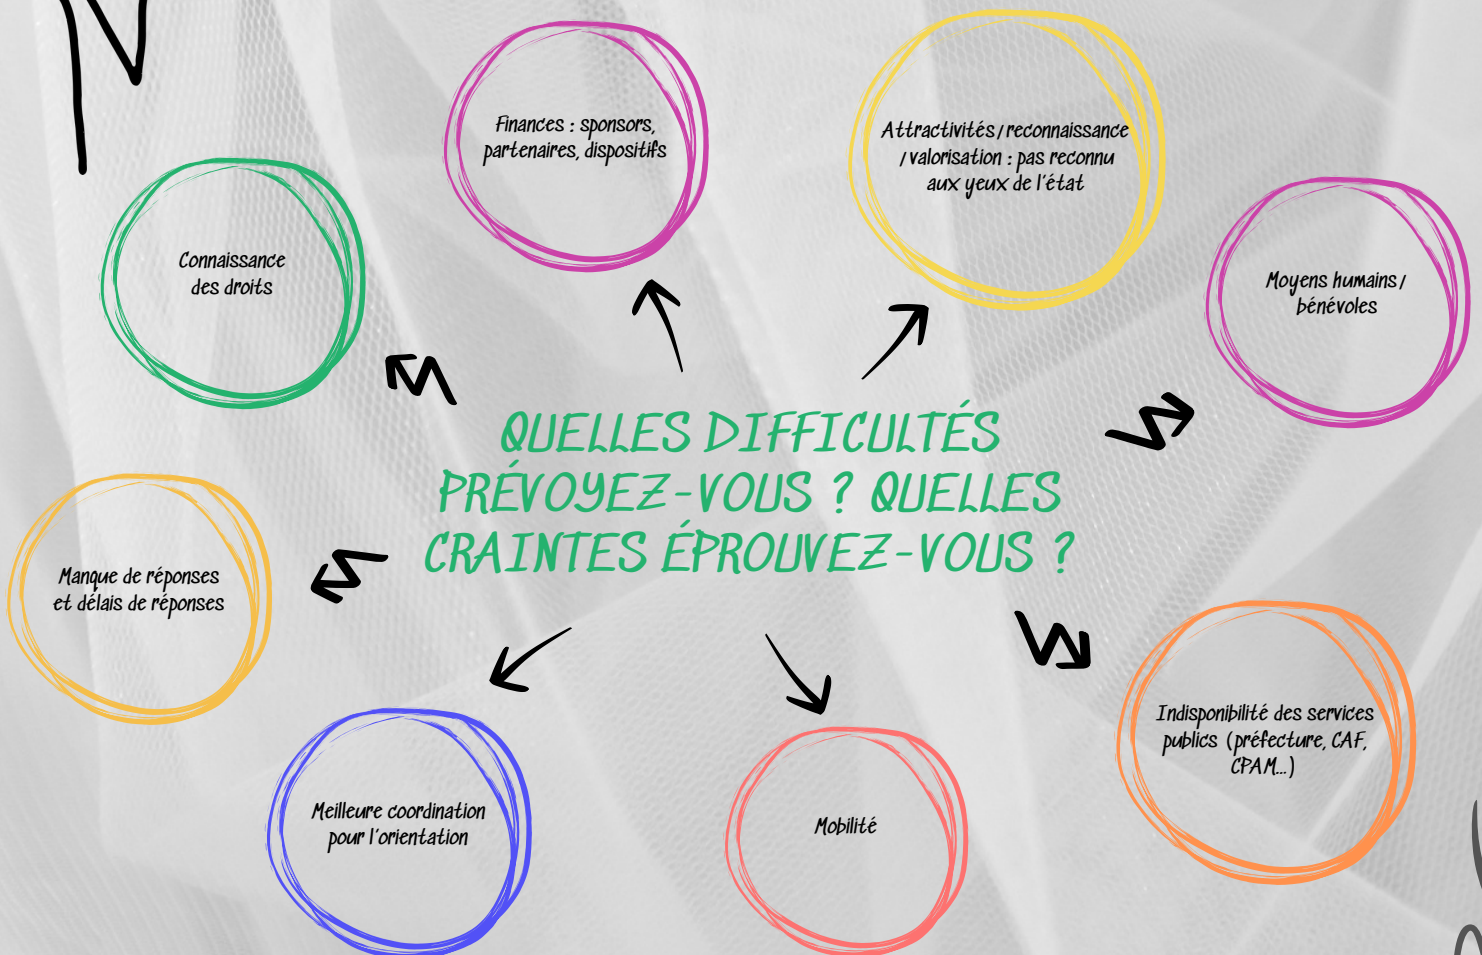 Finances : sponsors,
partenaires, dispositifs
Attractivités/reconnaissance
/valorisation : pas reconnu
aux yeux de l'état
Connaissance
des droits
Moyens humains/
bénévoles
QUELLES DIFFICULTÉS
PRÉVOYEZ-VOUS ? QUELLES
CRAINTES ÉPROUVEZ-VOUS ?
Manque de réponses
et délais de réponses
Indisponibilité des services
publics (préfecture, CAF,
CPAM...)
Meilleure coordination
pour l'orientation
Mobilité